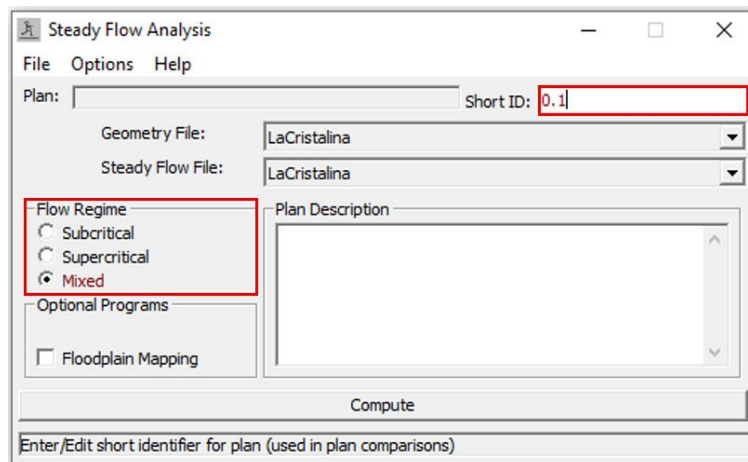 Steady Flow Analysis
File Options Help
Plan: Short ID: 0.1
Geometry File: LaCristalina
Steady Flow File: LaCristalina
Flow Regime
Subcritical
Supercritical
Mixed
Plan Description
Optional Programs
Floodplain Mapping
Compute
Enter/Edit short identifier for plan (used in plan comparisons)